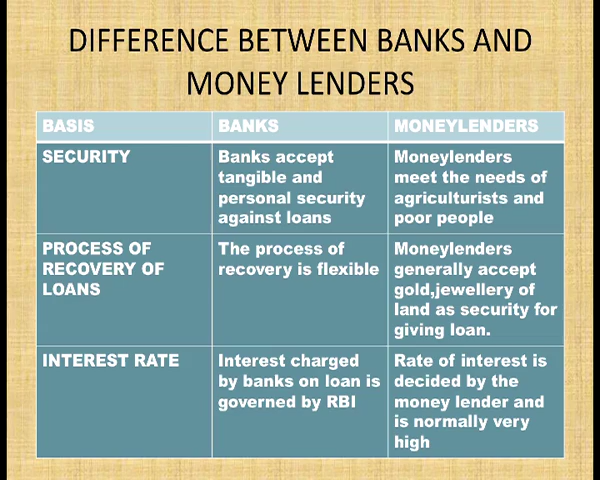 DIFFERENCE BETWEEN BANKS AND
MONEY LENDERS
BASIS
BANKS
MONEYLENDERS
SECURITY
Banks accept
tangible and
personal security
against loans
Moneylenders
meet the needs of
agriculturists and
poor people
PROCESS OF
RECOVERY OF
LOANS
The process of
recovery is flexible
Moneylenders
generally accept
gold,jewellery of
land as security for
giving loan.
INTEREST RATE
Interest charged
by banks on loan is
governed by RBI
Rate of interest is
decided by the
money lender and
is normally very
high